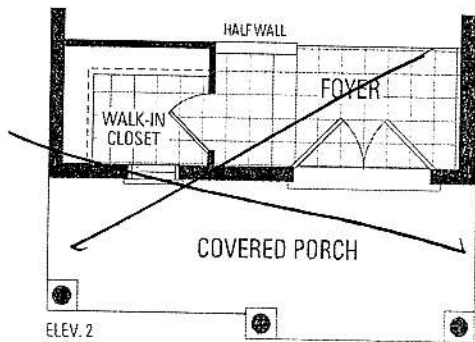 HALF WALL
FOYER
WALK-IN
CLOSET
COVERED PORCH
ELEV. 2